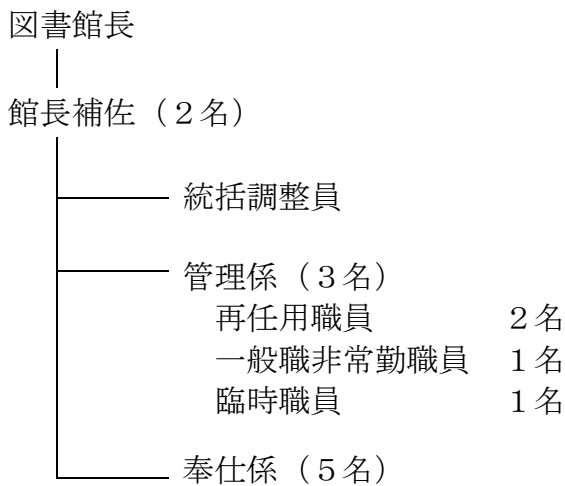 図書館長
館長補佐（２名）
統括調整員
管理係（３名）
再任用職員　２名
一般職非常勤職員　１名
臨時職員　１名
奉仕係（５名）